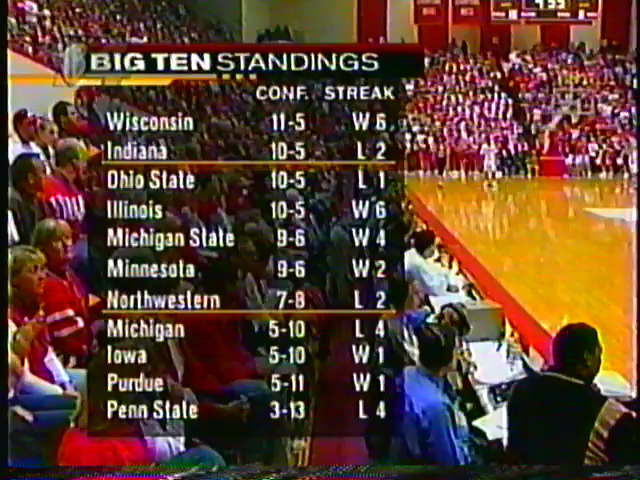 BIG TEN STANDINGS
CONF. STREAK
Wisconsin 11-5 W 6
Indiana 10-5 L 2
Ohio State 10-5 L 1
Illinois 10-5 W 6
Michigan State 9-6 W 4
Minnesota 9-6 W 2
Northwestern 7-8 L 2
Michigan 5-10 L 4
Iowa 5-10 W 1
Purdue 5-11 W 1
Penn State 3-13 L 4